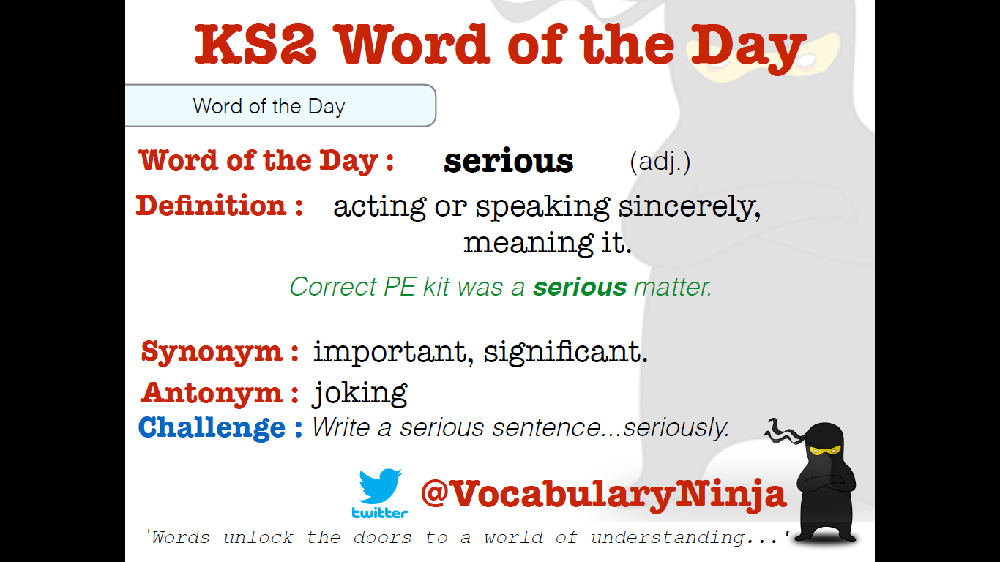 KS2 Word of the Day
Word of the Day
Word of the Day : serious (adj.)
Definition : acting or speaking sincerely,
meaning it.
Correct PE kit was a serious matter.
Synonym : important, significant.
Antonym : joking
Challenge : Write a serious sentence...seriously.
twitter @VocabularyNinja
'Words unlock the doors to a world of understanding...'